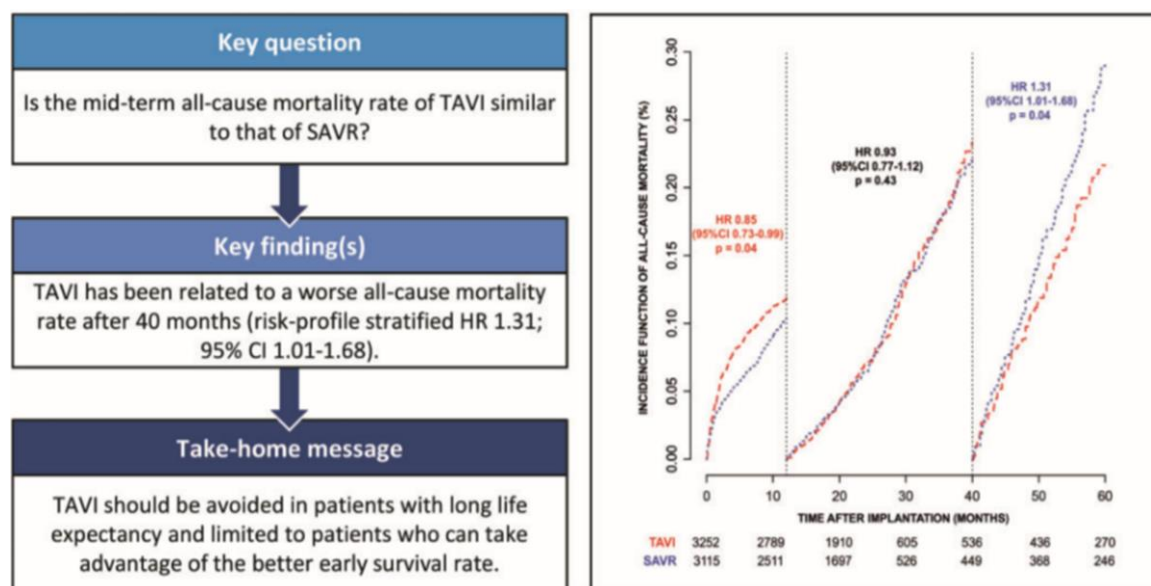 Key question
Is the mid-term all-cause mortality rate of TAVI similar
to that of SAVR?
Key finding(s)
TAVI has been related to a worse all-cause mortality
rate after 40 months (risk-profile stratified HR 1.31;
95% CI 1.01-1.68).
Take-home message
TAVI should be avoided in patients with long life
expectancy and limited to patients who can take
advantage of the better early survival rate.
INCIDENCE FUNCTION OF ALL-CAUSE MORTALITY (%)
0.30
0.25
0.20
0.15
0.10
0.05
0.00
HR 0.85
(95%CI 0.73-0.99)
p = 0.04
HR 0.93
(95%CI 0.77-1.12)
p = 0.43
HR 1.31
(95%CI 1.01-1.68)
p = 0.04
0 10 20 30 40 50 60
TIME AFTER IMPLANTATION (MONTHS)
TAVI 3252 2789 1910 605 536 436 270
SAVR 3115 2511 1697 526 449 368 246